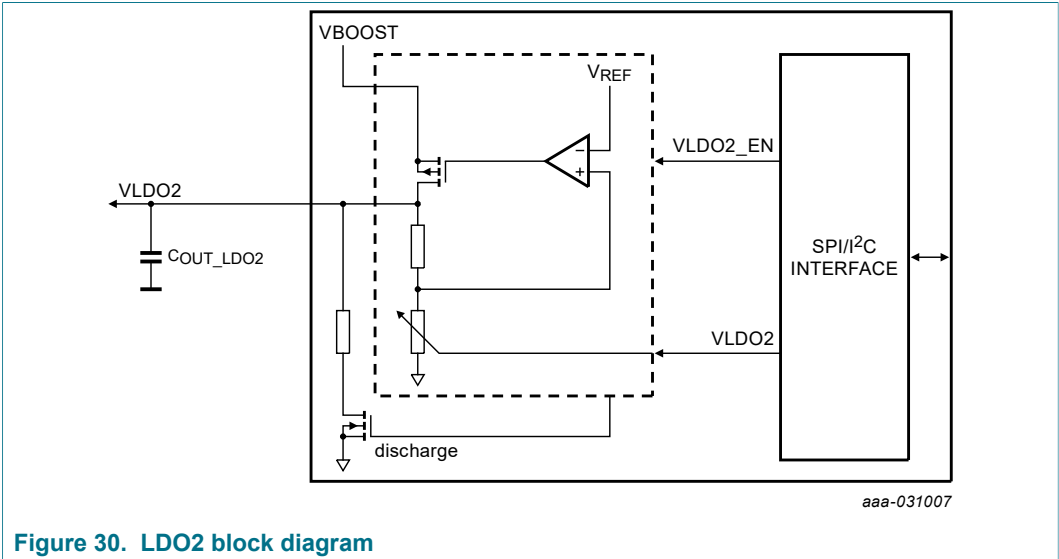 VBOOST
VREF
VLDO2_EN
VLDO2
COUT_LDO2
SPI/I2C
INTERFACE
VLDO2
discharge
aaa-031007
Figure 30. LDO2 block diagram